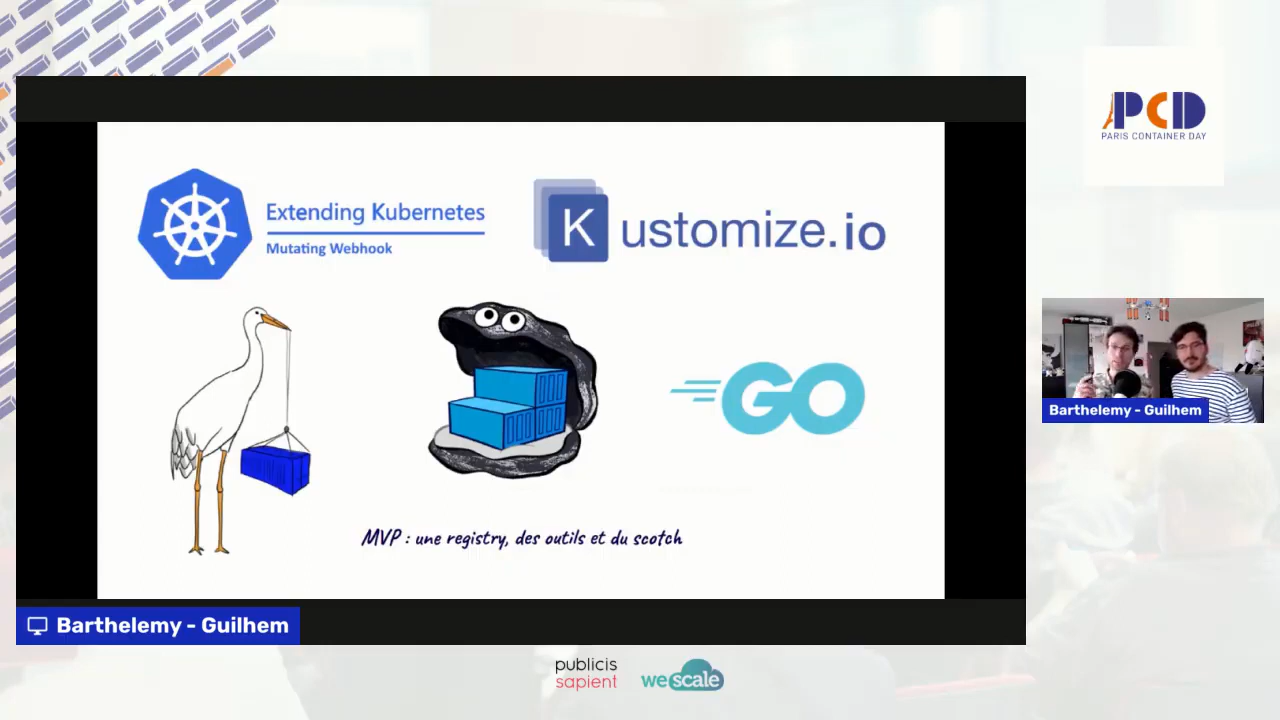 PCD
PARIS CONTAINER DAY
Extending Kubernetes
Mutating Webhook
Kustomize.io
GO
MVP : une registry, des outils et du scotch
Barthelemy - Guilhem
Barthelemy - Guilhem
publicis
sapient
wescale